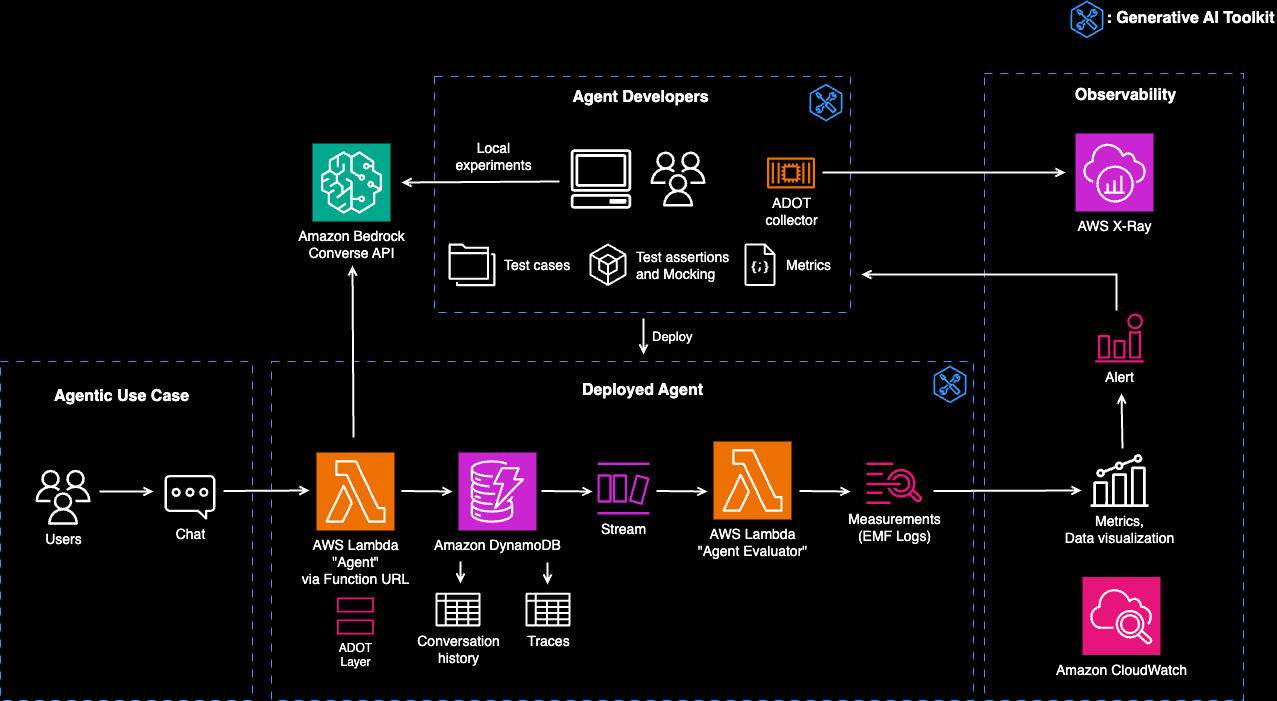 : Generative AI Toolkit
Agent Developers
Observability
Local
experiments
ADOT
collector
AWS X-Ray
Amazon Bedrock
Converse API
Test cases
Test assertions
and Mocking
{;}
Metrics
Deploy
Alert
Agentic Use Case
Deployed Agent
Users
Chat
AWS Lambda
"Agent"
via Function URL
ADOT
Layer
Amazon DynamoDB
Conversation
history
Traces
Stream
AWS Lambda
"Agent Evaluator"
Measurements
(EMF Logs)
Metrics,
Data visualization
Amazon CloudWatch